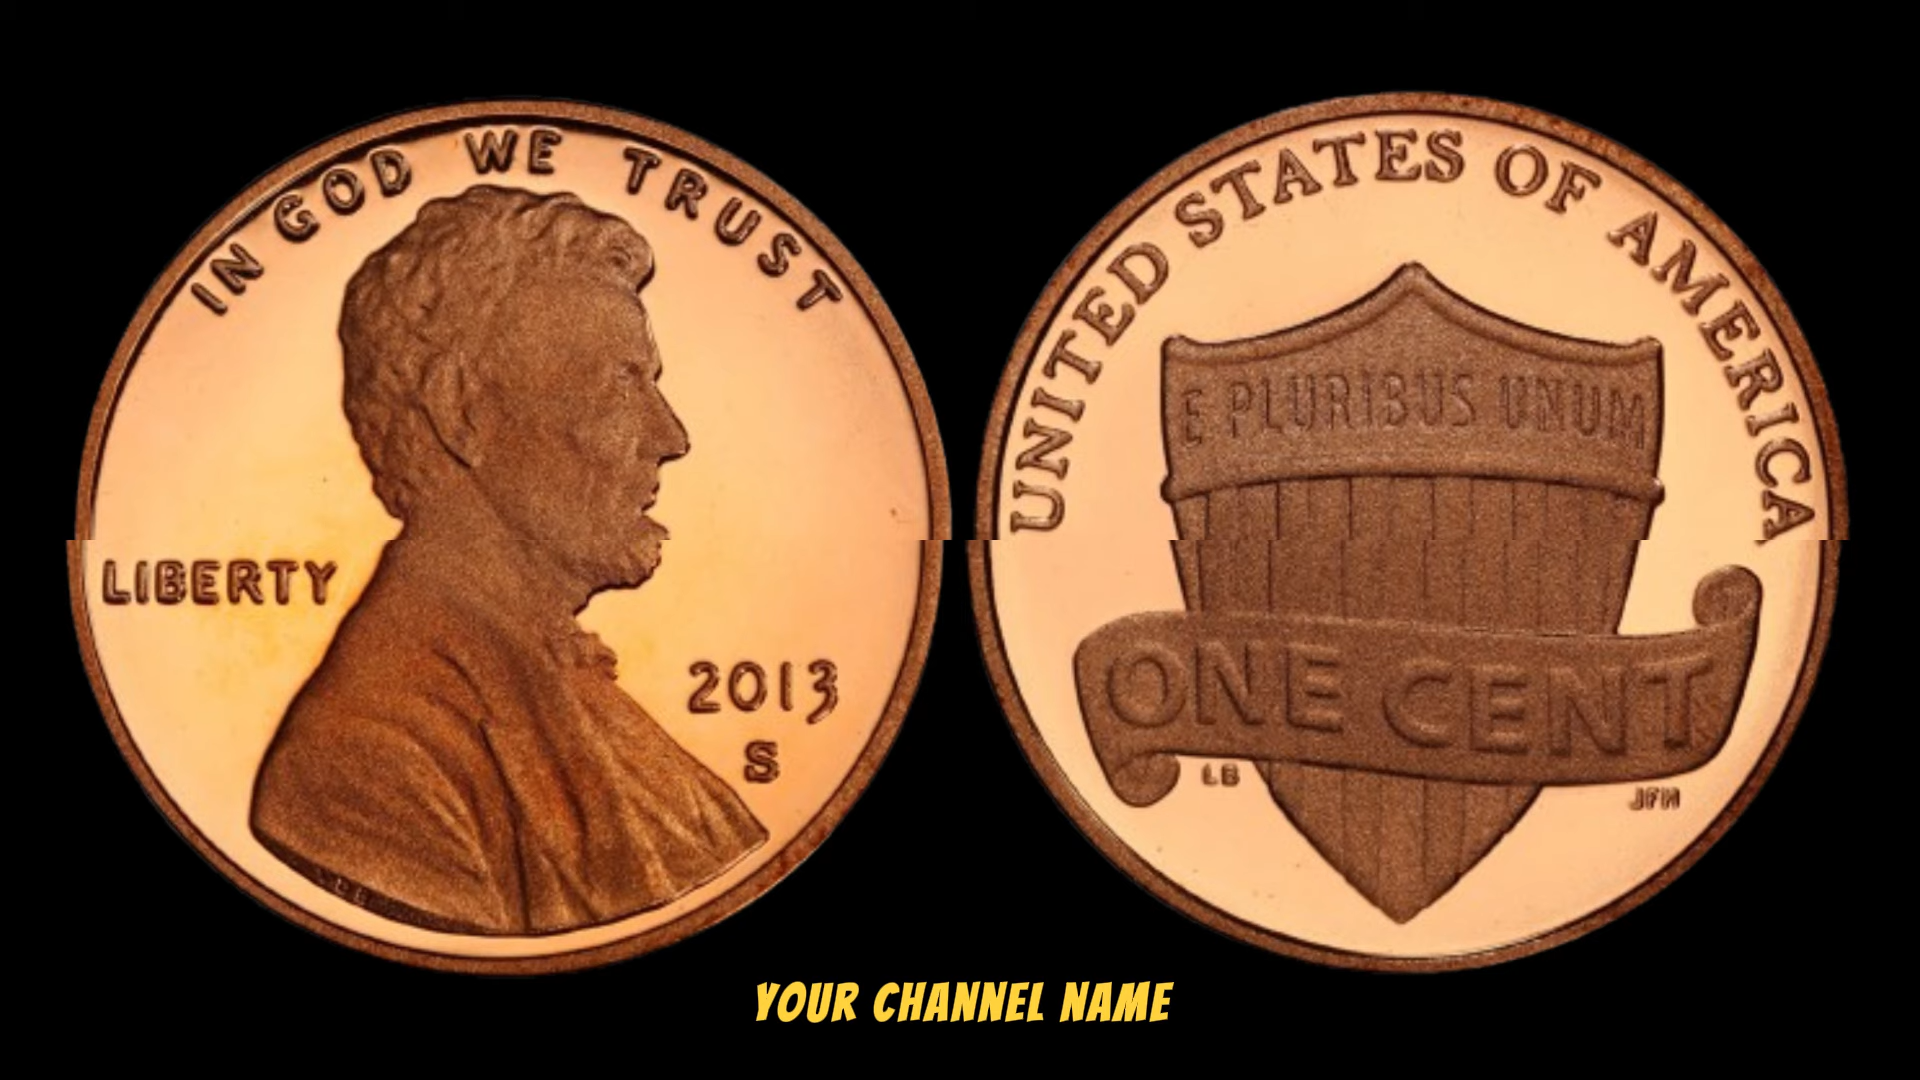 IN GOD WE TRUST
LIBERTY
2013
S
UNITED STATES OF AMERICA
E PLURIBUS UNUM
ONE CENT
LB
JFM
YOUR CHANNEL NAME